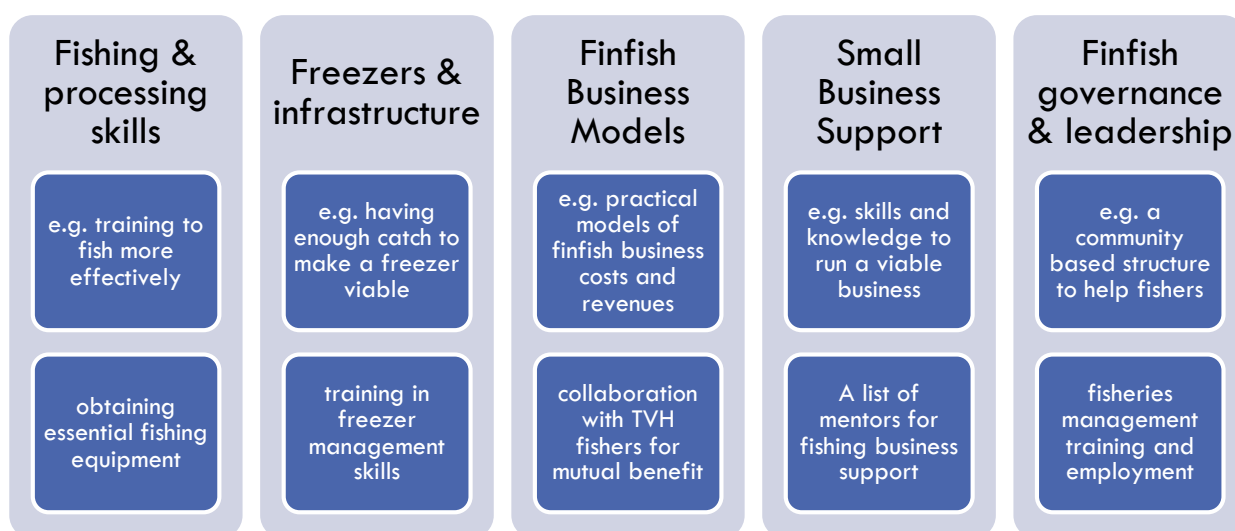 Fishing &
processing
skills
e.g. training to
fish more
effectively
obtaining
essential fishing
equipment
Freezers &
infrastructure
e.g. having
enough catch to
make a freezer
viable
training in
freezer
management
skills
Finfish
Business
Models
e.g. practical
models of
finfish business
costs and
revenues
collaboration
with TVH
fishers for
mutual benefit
Small
Business
Support
e.g. skills and
knowledge to
run a viable
business
A list of
mentors for
fishing business
support
Finfish
governance
& leadership
e.g. a
community
based structure
to help fishers
fisheries
management
training and
employment